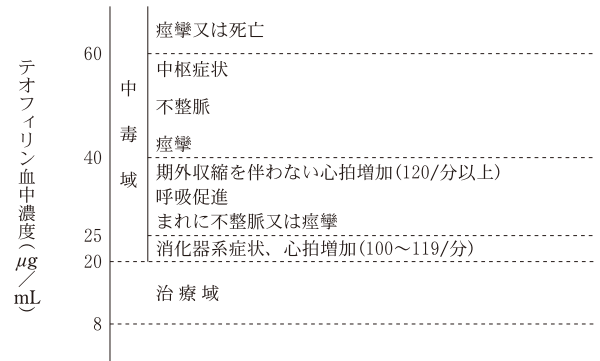 テオフィリン血中濃度(μg/mL)
中毒域
痙攣又は死亡
60
中枢症状
不整脈
痙攣
40
期外収縮を伴わない心拍増加(120/分以上)
呼吸促進
まれに不整脈又は痙攣
25
消化器系症状、心拍増加(100〜119/分)
20
治療域
8